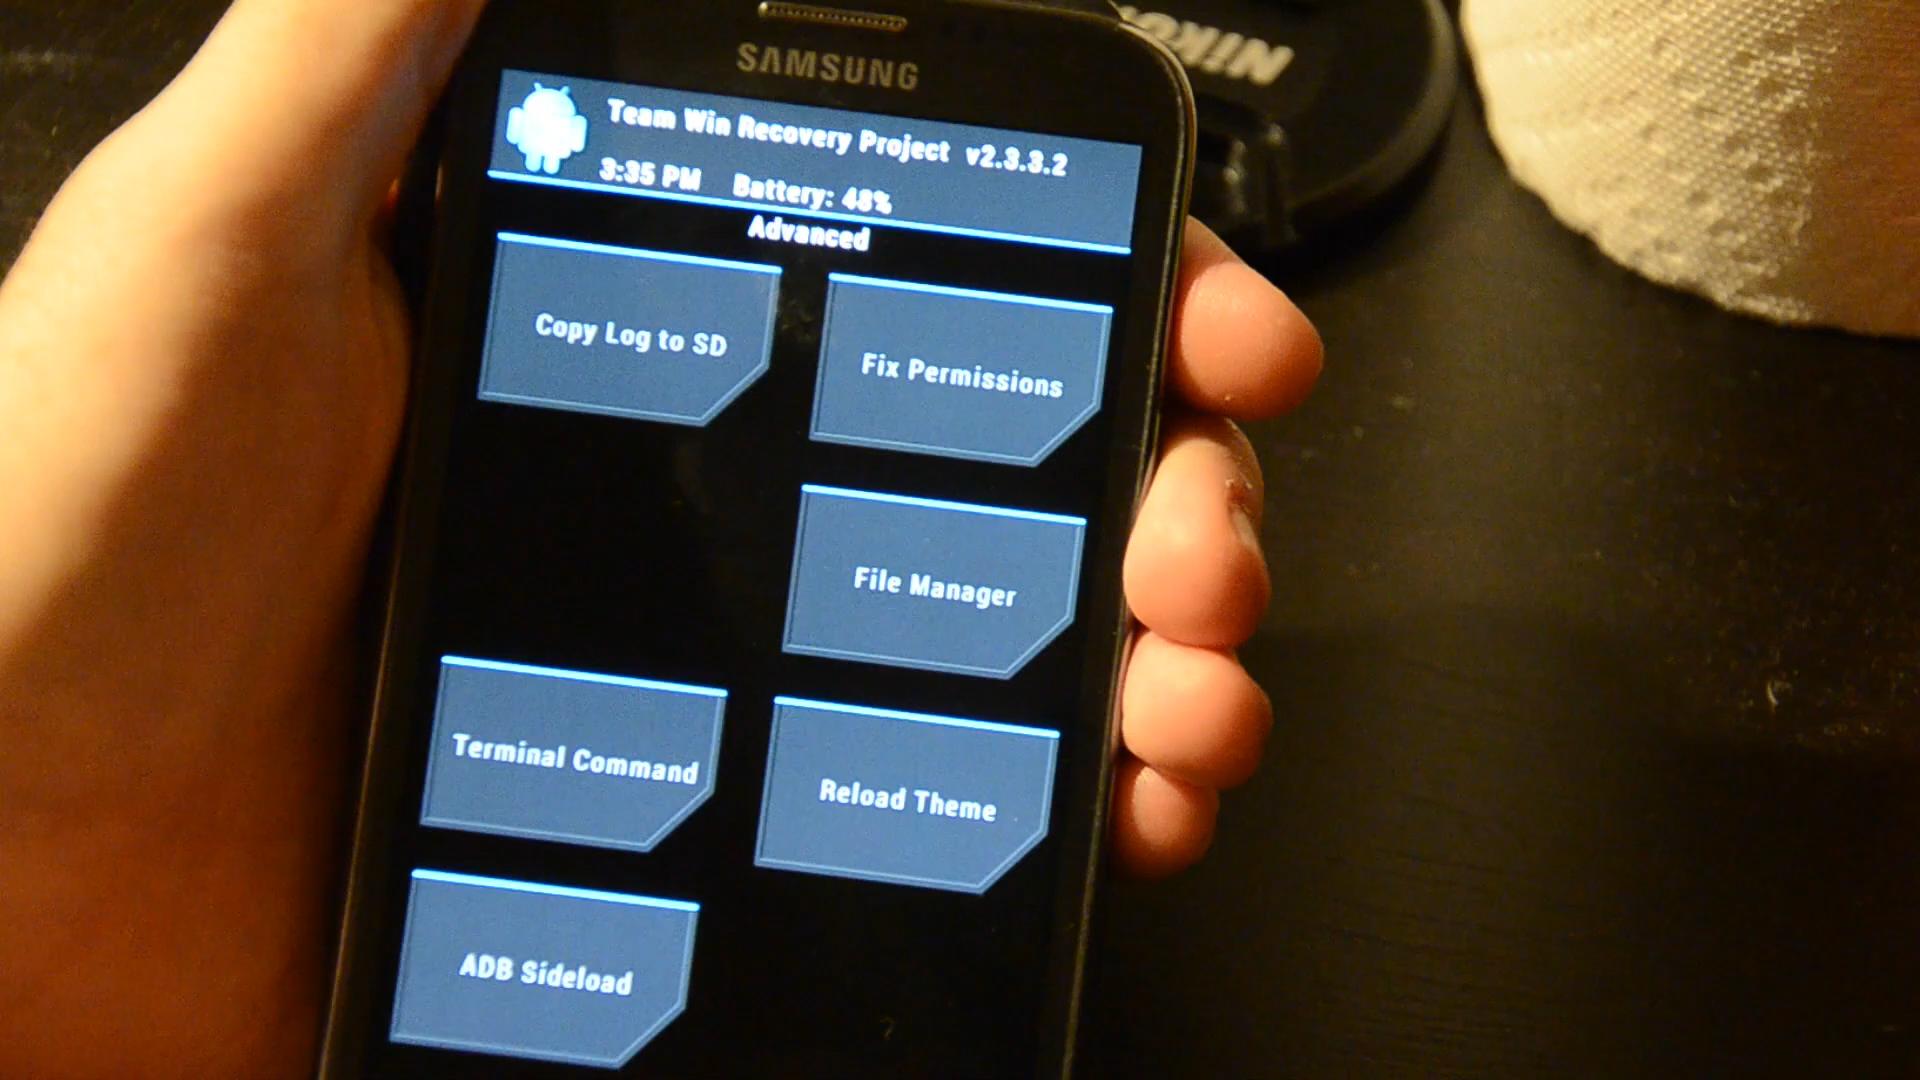 SAMSUNG
NIKO
Team Win Recovery Project v2.3.3.2
3:35 PM Battery: 48%
Advanced
Copy Log to SD
Fix Permissions
File Manager
Terminal Command
Reload Theme
ADB Sideload